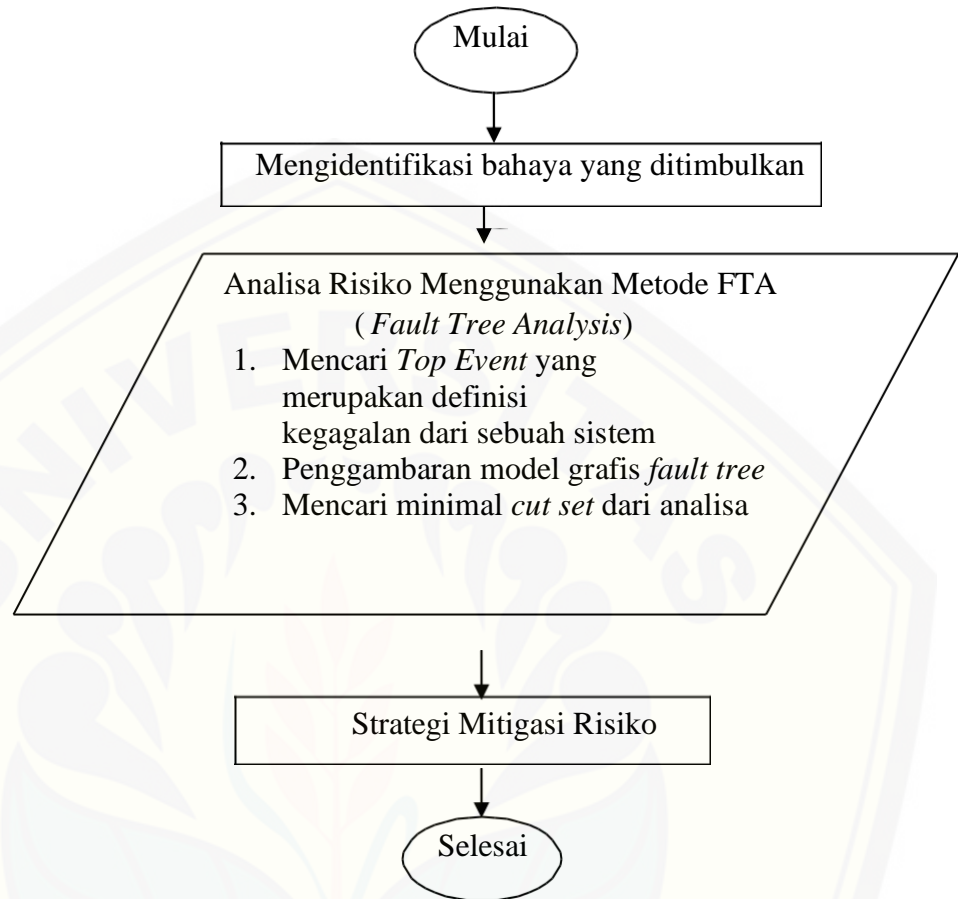 Mulai
Mengidentifikasi bahaya yang ditimbulkan
Analisa Risiko Menggunakan Metode FTA
( Fault Tree Analysis)
1. Mencari Top Event yang
merupakan definisi
kegagalan dari sebuah sistem
2. Penggambaran model grafis fault tree
3. Mencari minimal cut set dari analisa
Strategi Mitigasi Risiko
Selesai
UNIVERSITAS